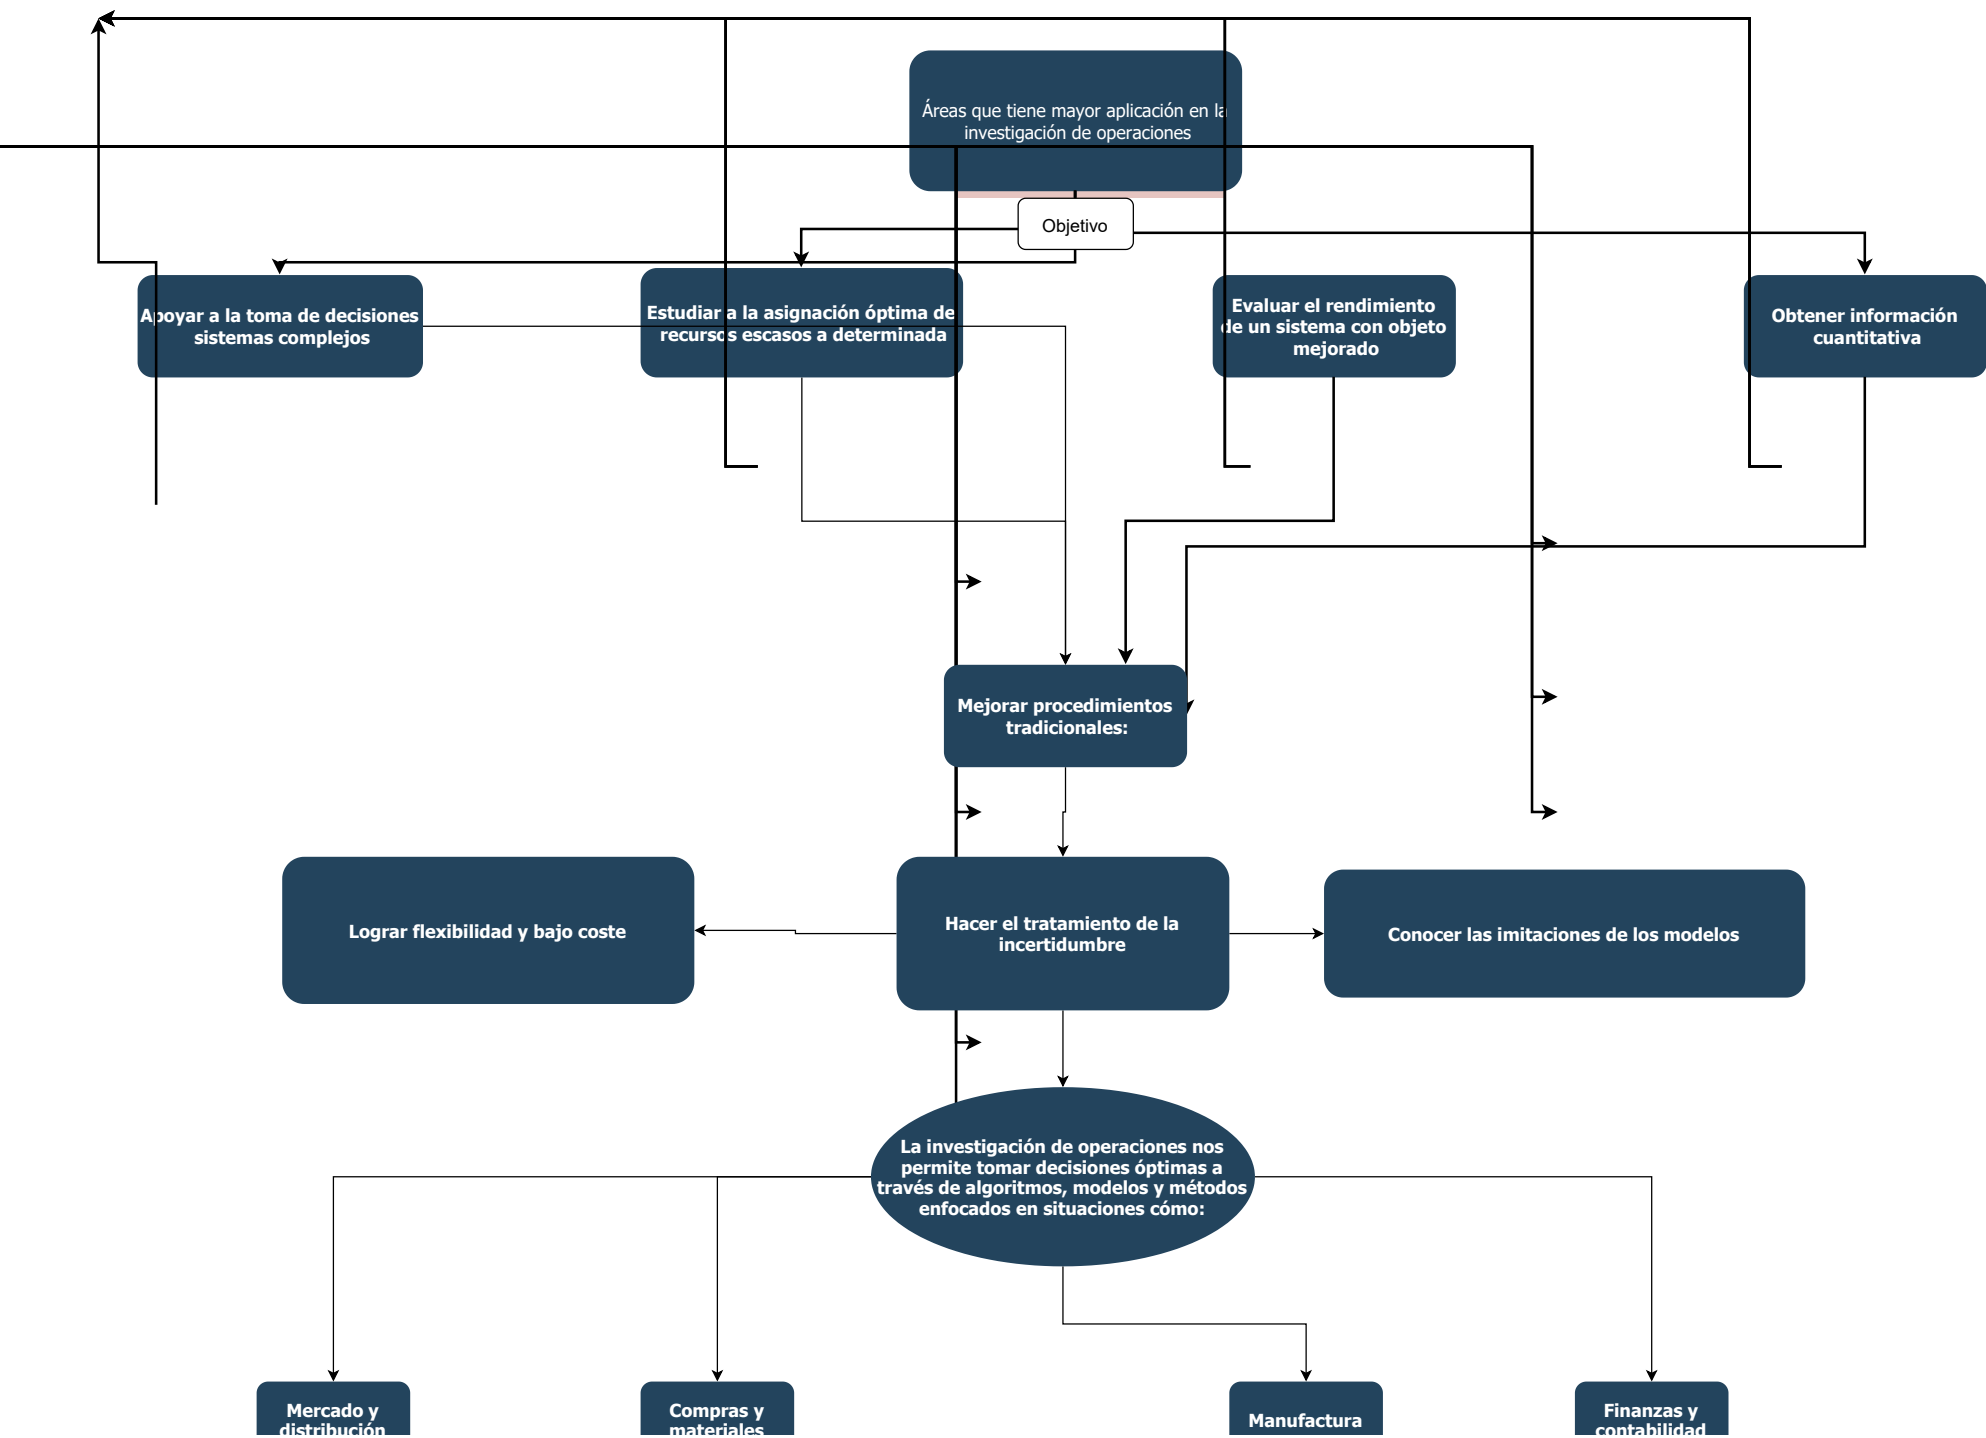 Áreas que tiene mayor aplicación en la
investigación de operaciones
Objetivo
Apoyar a la toma de decisiones
sistemas complejos
Estudiar a la asignación óptima de
recursos escasos a determinada
Evaluar el rendimiento
de un sistema con objeto
mejorado
Obtener información
cuantitativa
Mejorar procedimientos
tradicionales:
Lograr flexibilidad y bajo coste
Hacer el tratamiento de la
incertidumbre
Conocer las imitaciones de los modelos
La investigación de operaciones nos
permite tomar decisiones óptimas a
través de algoritmos, modelos y métodos
enfocados en situaciones cómo:
Mercado y
distribución
Compras y
materiales
Manufactura
Finanzas y
contabilidad